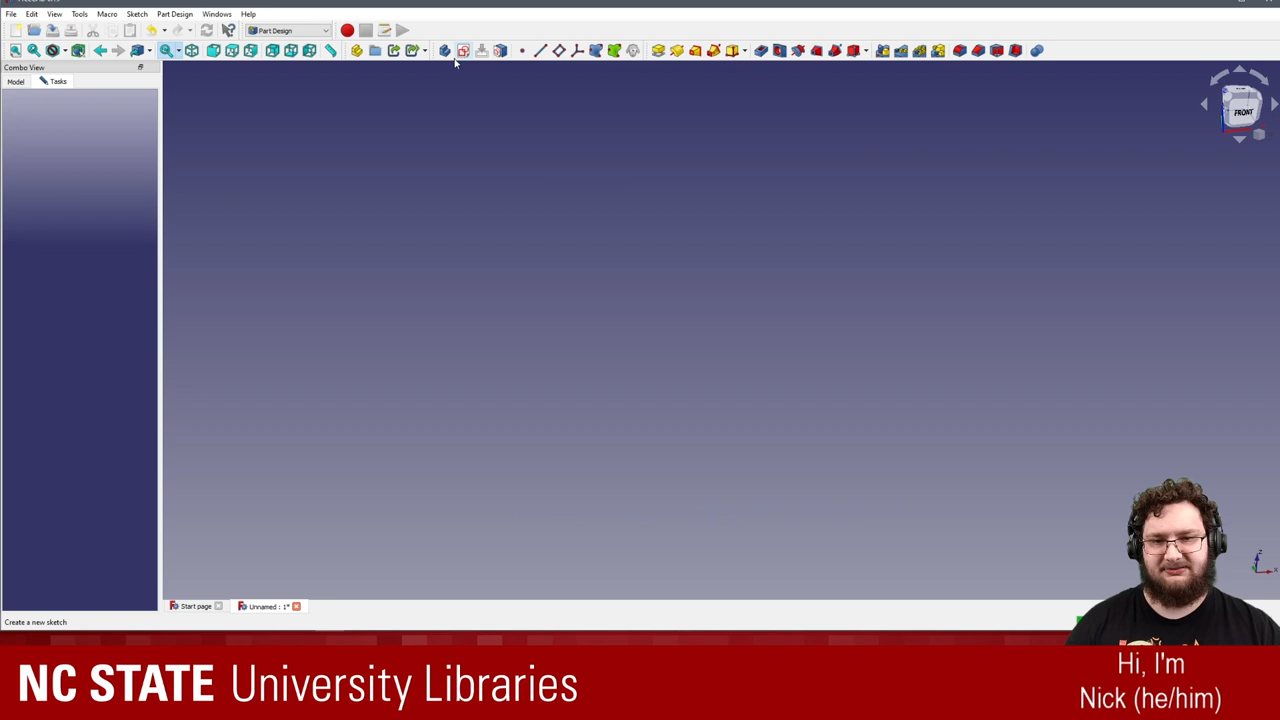 File Edit View Tools Macro Sketch Part Design Windows Help
Part Design
Combo View
Model Tasks
FRONT
Z
X
Start page Unnamed : 1*
Create a new sketch
NC STATE University Libraries
Hi, I'm
Nick (he/him)